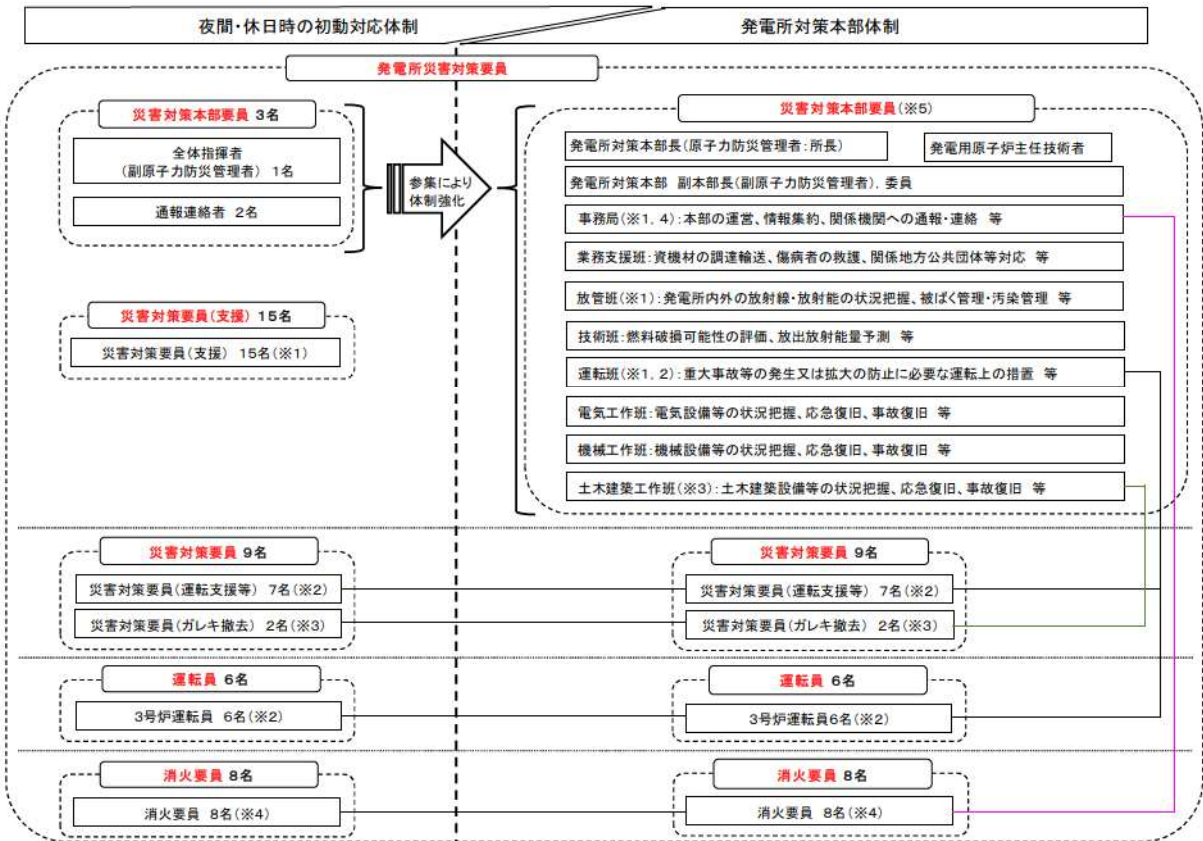 夜間・休日時の初動対応体制
発電所対策本部体制
発電所災害対策要員
災害対策本部要員 3名
全体指揮者
(副原子力防災管理者) 1名
通報連絡者 2名
災害対策要員(支援) 15名
災害対策要員(支援) 15名(※1)
参集により
体制強化
災害対策本部要員(※5)
発電所対策本部長(原子力防災管理者:所長)
発電用原子炉主任技術者
発電所対策本部 副本部長(副原子力防災管理者)、委員
事務局(※1, 4):本部の運営、情報集約、関係機関への通報・連絡 等
業務支援班:資機材の調達輸送、傷病者の救護、関係地方公共団体等対応 等
放管班(※1):発電所内外の放射線・放射能の状況把握、被ばく管理・汚染管理 等
技術班:燃料破損可能性の評価、放出放射能量予測 等
運転班(※1, 2):重大事故等の発生又は拡大の防止に必要な運転上の措置 等
電気工作班:電気設備等の状況把握、応急復旧、事故復旧 等
機械工作班:機械設備等の状況把握、応急復旧、事故復旧 等
土木建築工作班(※3):土木建築設備等の状況把握、応急復旧、事故復旧 等
災害対策要員 9名
災害対策要員(運転支援等) 7名(※2)
災害対策要員(ガレキ撤去) 2名(※3)
災害対策要員 9名
災害対策要員(運転支援等) 7名(※2)
災害対策要員(ガレキ撤去) 2名(※3)
運転員 6名
3号炉運転員 6名(※2)
運転員 6名
3号炉運転員6名(※2)
消火要員 8名
消火要員 8名(※4)
消火要員 8名
消火要員 8名(※4)